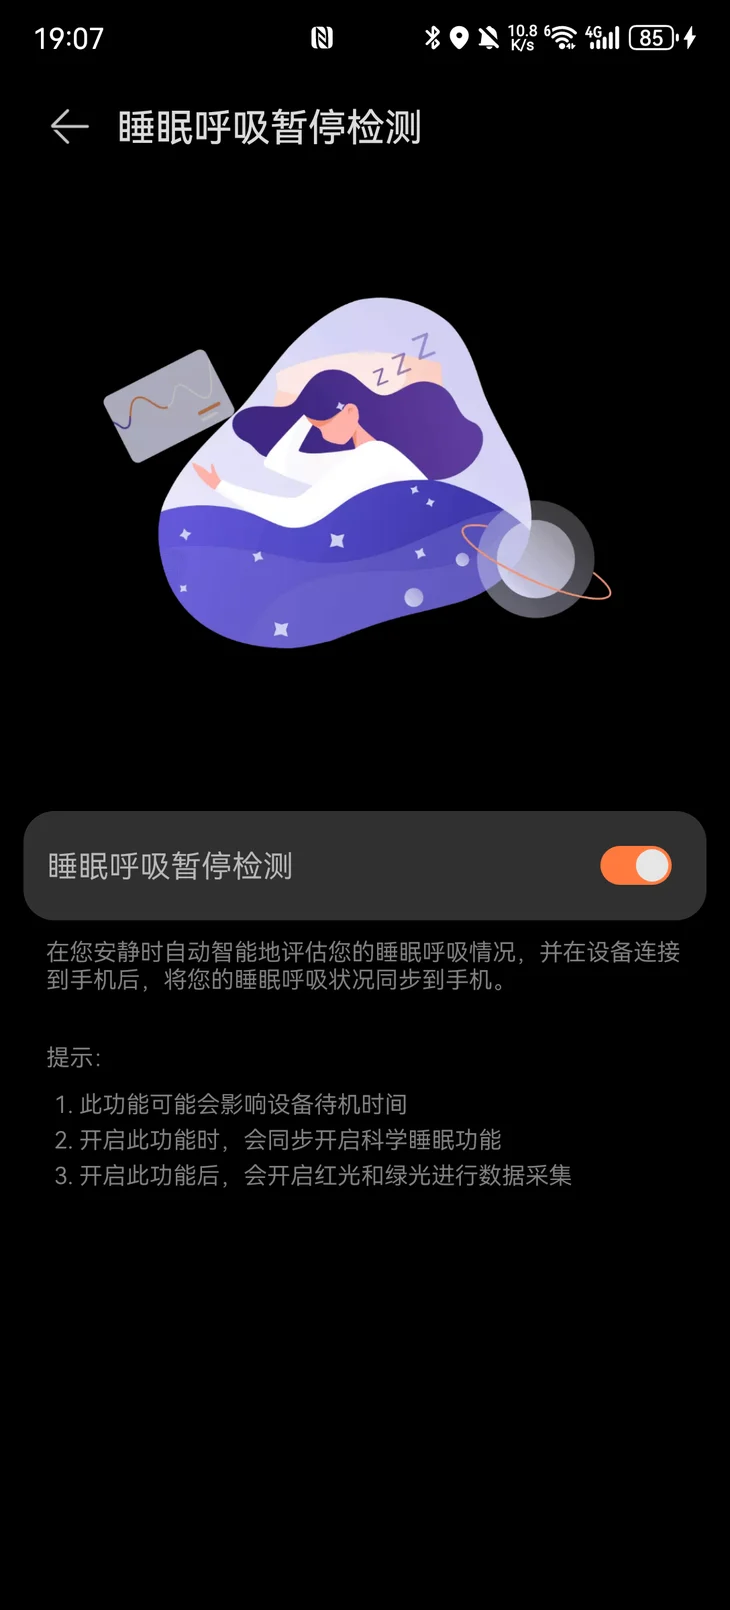 19:07
10.8 K/s 6 4G 85
睡眠呼吸暂停检测
z z Z
睡眠呼吸暂停检测
在您安静时自动智能地评估您的睡眠呼吸情况，并在设备连接
到手机后，将您的睡眠呼吸状况同步到手机。
提示：
1. 此功能可能会影响设备待机时间
2. 开启此功能时，会同步开启科学睡眠功能
3. 开启此功能后，会开启红光和绿光进行数据采集